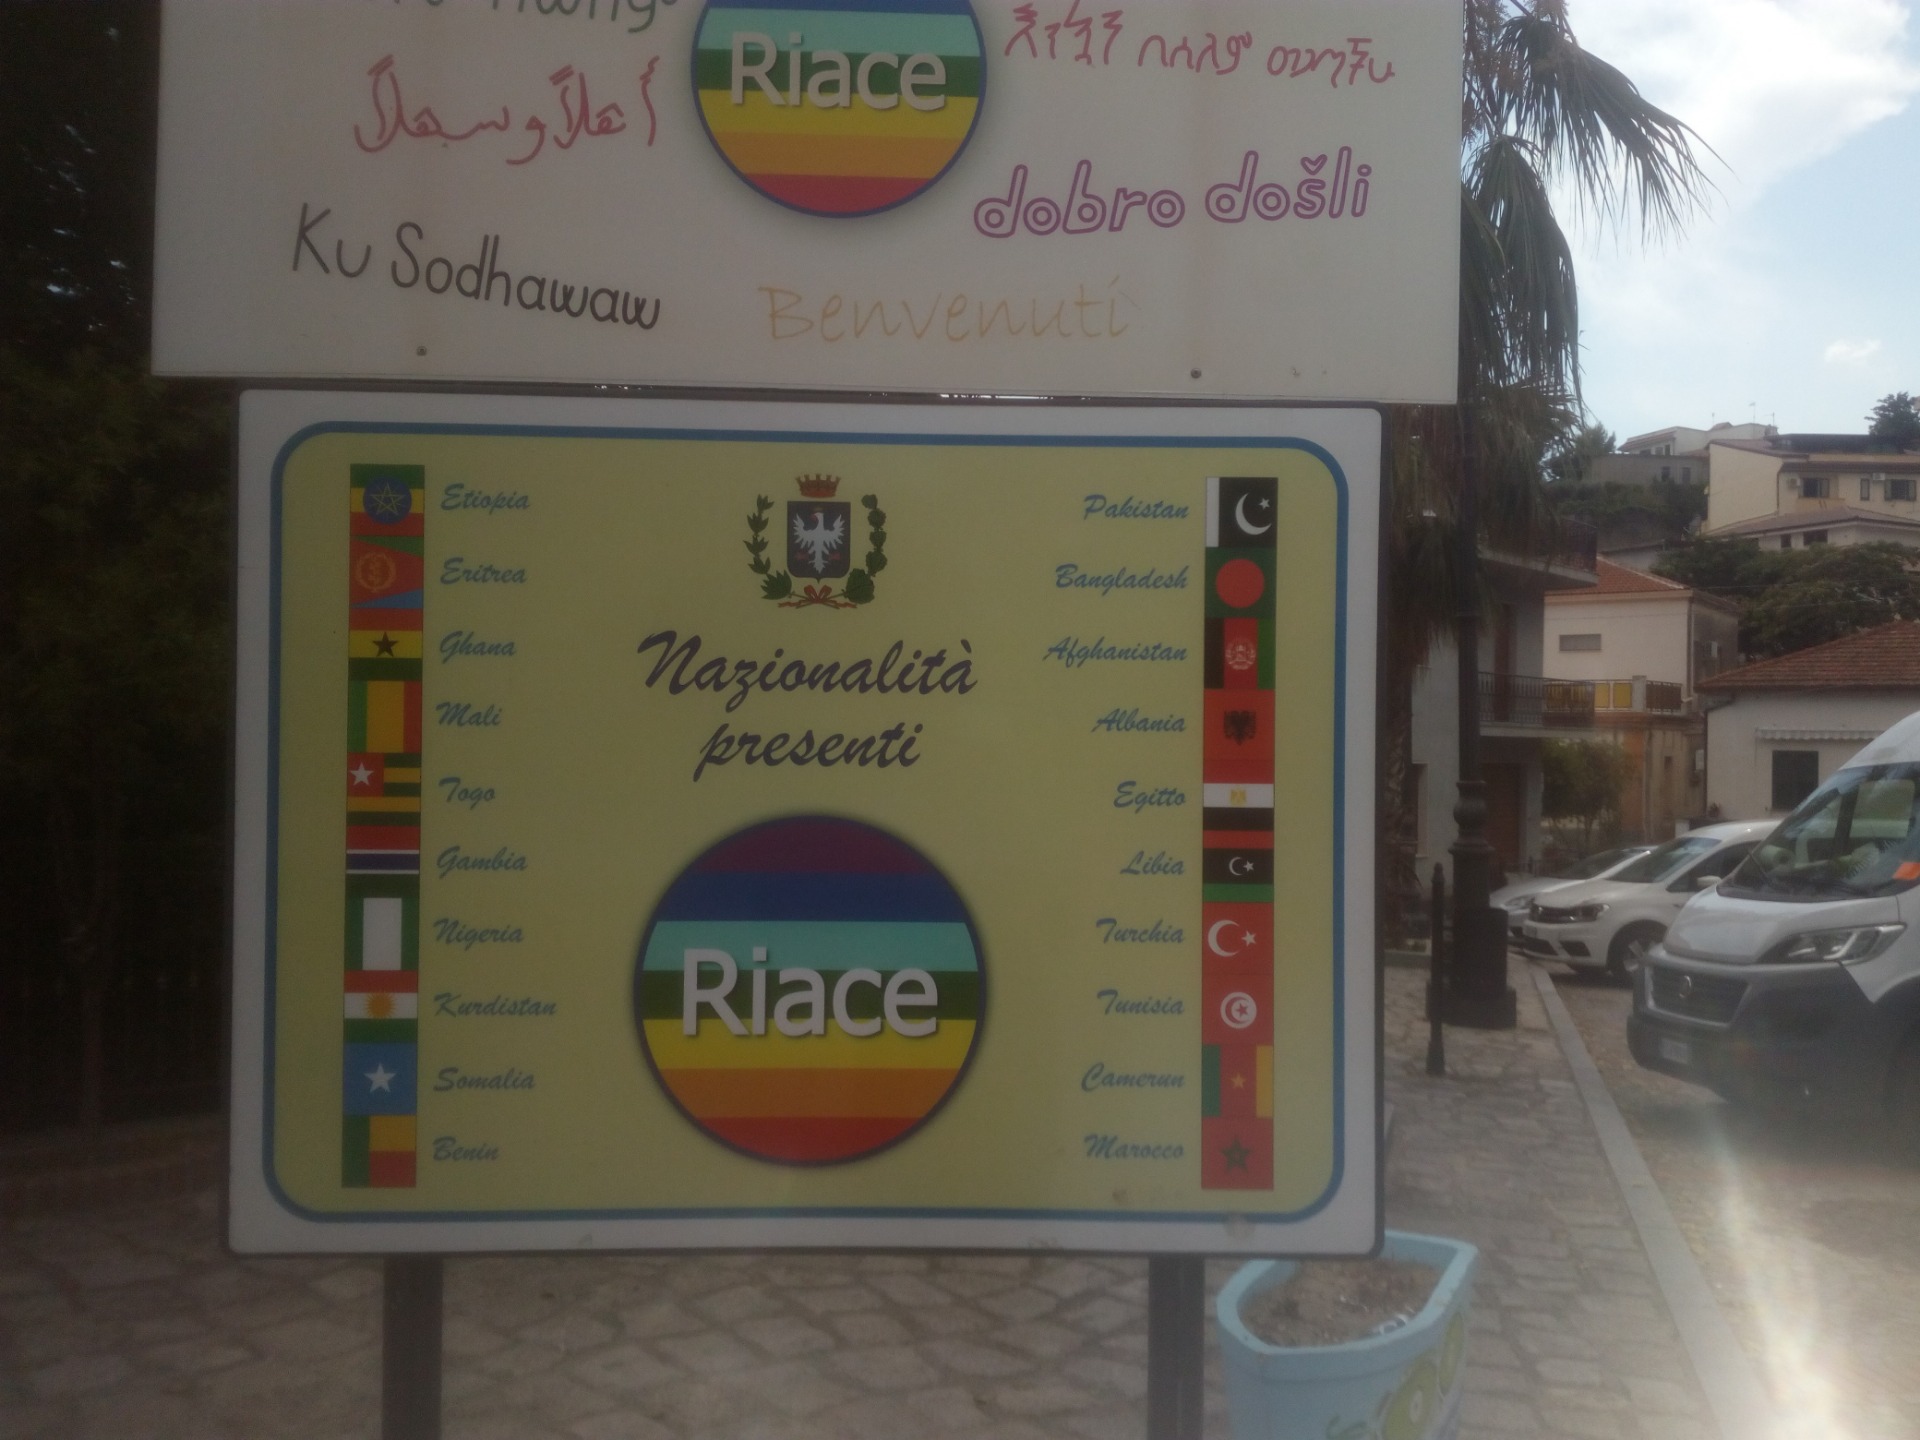 Riace
أهلاً و سهلاً
dobro došli
Ku Sodhawaw
Benvenuti
Etiopia
Eritrea
Ghana
Mali
Togo
Gambia
Nigeria
Kurdistan
Somalia
Benin
Nazionalità
presenti
Riace
Pakistan
Bangladesh
Afghanistan
Albania
Egitto
Libia
Turchia
Tunisia
Camerun
Marocco